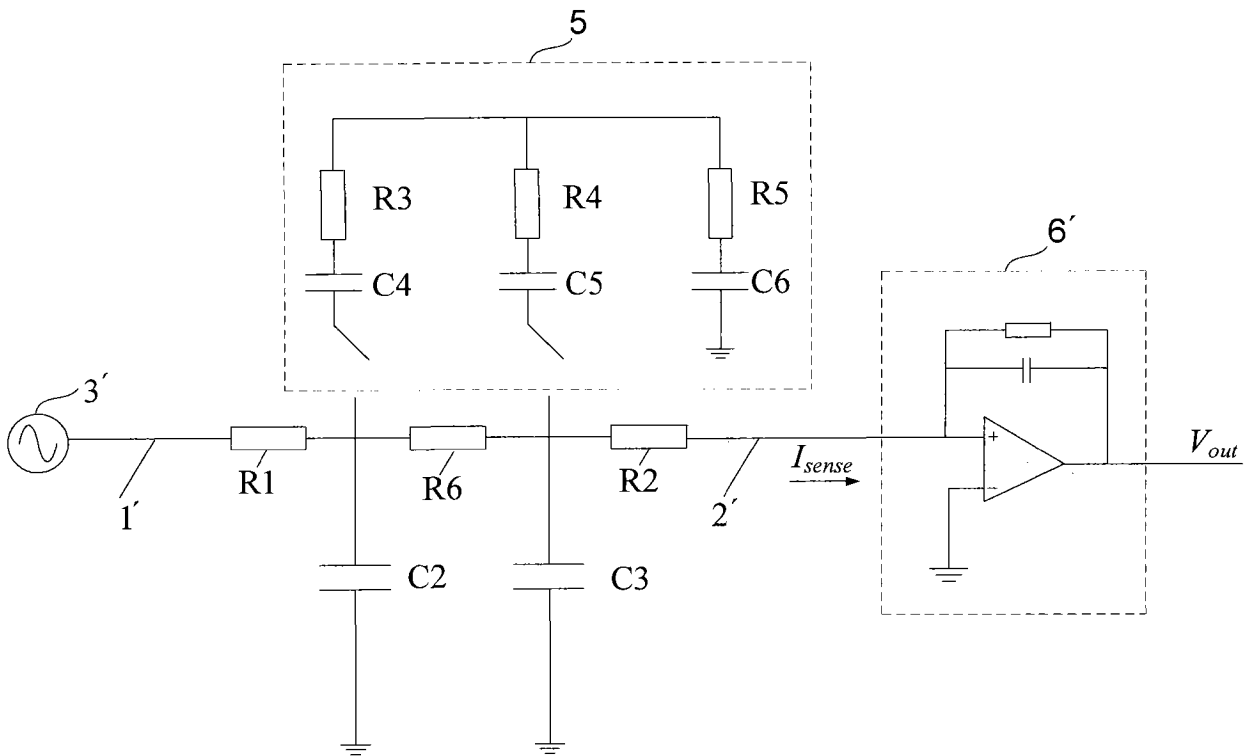 5
R3
R4
R5
C4
C5
C6
6′
3′
1′
R1
R6
R2
2′
I_sense
+
−
V_out
C2
C3